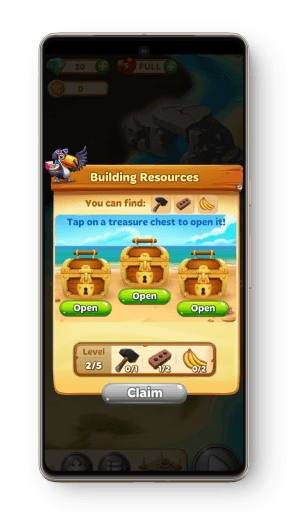 20
FULL
0
Building Resources
You can find:
Tap on a treasure chest to open it!
Open
Open
Open
Level
2/5
0/1
1/2
0/2
Claim